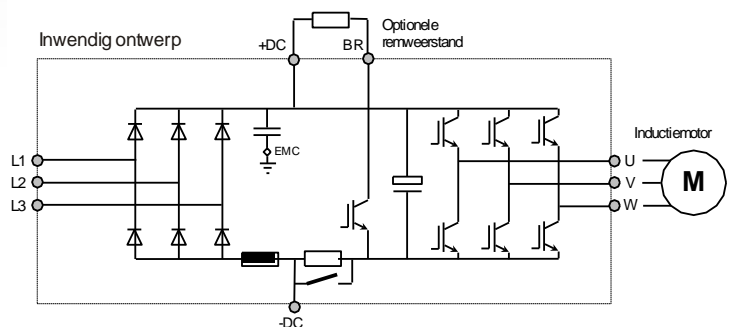 Inwendig ontwerp
+DC
BR
Optionele
remweerstand
EMC
L1
L2
L3
Inductiemotor
U
V
W
M
-DC